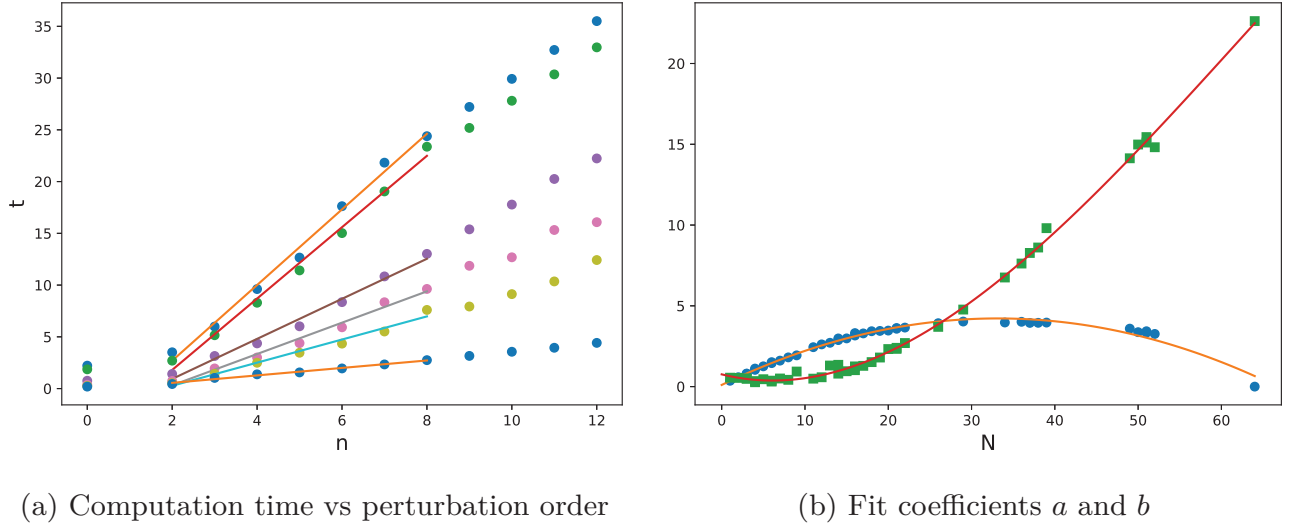 35
30
25
20
15
10
5
0
t
0 2 4 6 8 10 12
n
20
15
10
5
0
0 10 20 30 40 50 60
N
(a) Computation time vs perturbation order
(b) Fit coefficients a and b